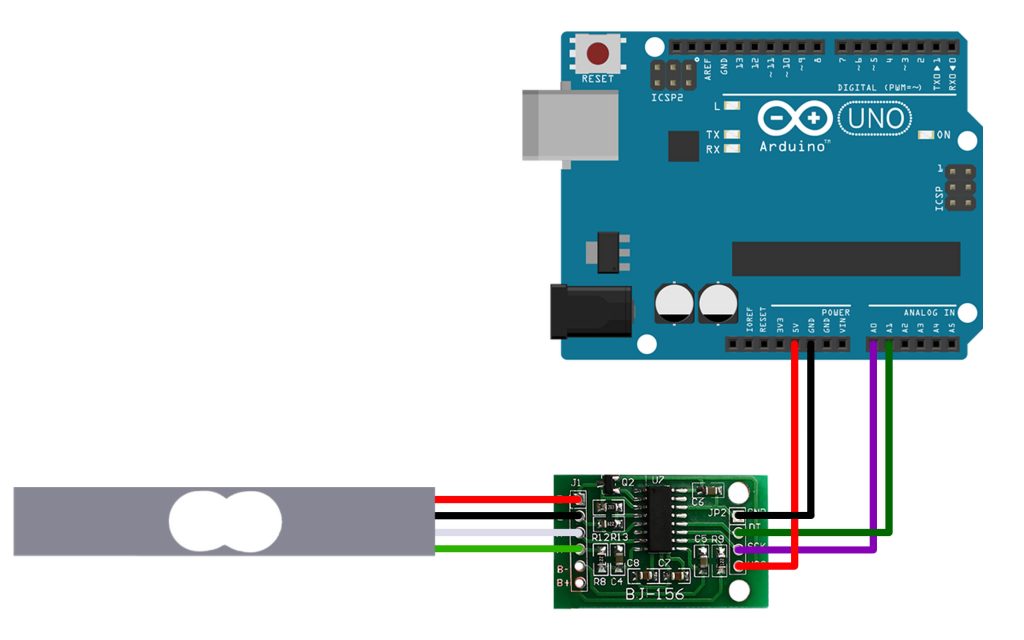 RESET
ICSP2
AREF
GND
13
12
~11
~10
~9
8
7
~6
~5
4
~3
2
TXO▶1
RXO◀0
DIGITAL (PWM=~)
L
TX
RX
Arduino™
UNO
ON
1
ICSP
IOREF
RESET
3V3
5V
GND
GND
VIN
POWER
ANALOG IN
A0
A1
A2
A3
A4
A5
J1
Q2
U7
C6
JP2
GND
DT
SCK
R12
R13
C5
R9
B-
B+
R8
C4
C8
C7
BJ-156